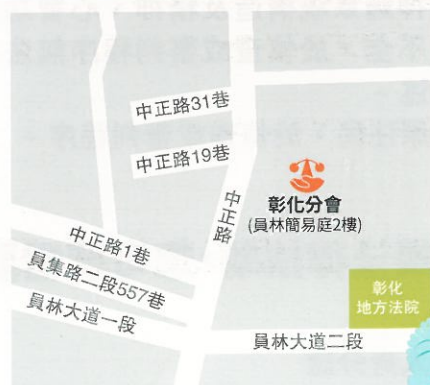 中正路31巷
中正路19巷
中正路
彰化分會
(員林簡易庭2樓)
中正路1巷
員集路二段557巷
員林大道一段
彰化
地方法院
員林大道二段